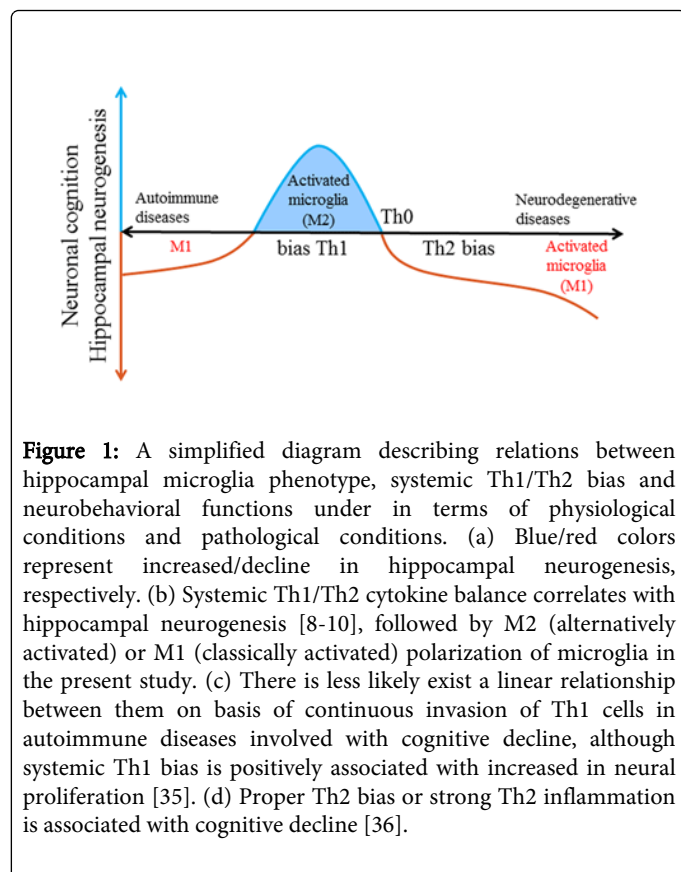 Neuronal cognition
Hippocampal neurogenesis
Autoimmune
diseases
M1
Activated
microglia
(M2)
bias Th1
Th0
Th2 bias
Neurodegenerative
diseases
Activated
microglia
(M1)
Figure 1: A simplified diagram describing relations between
hippocampal microglia phenotype, systemic Th1/Th2 bias and
neurobehavioral functions under in terms of physiological
conditions and pathological conditions. (a) Blue/red colors
represent increased/decline in hippocampal neurogenesis,
respectively. (b) Systemic Th1/Th2 cytokine balance correlates with
hippocampal neurogenesis [8-10], followed by M2 (alternatively
activated) or M1 (classically activated) polarization of microglia in
the present study. (c) There is less likely exist a linear relationship
between them on basis of continuous invasion of Th1 cells in
autoimmune diseases involved with cognitive decline, although
systemic Th1 bias is positively associated with increased in neural
proliferation [35]. (d) Proper Th2 bias or strong Th2 inflammation
is associated with cognitive decline [36].